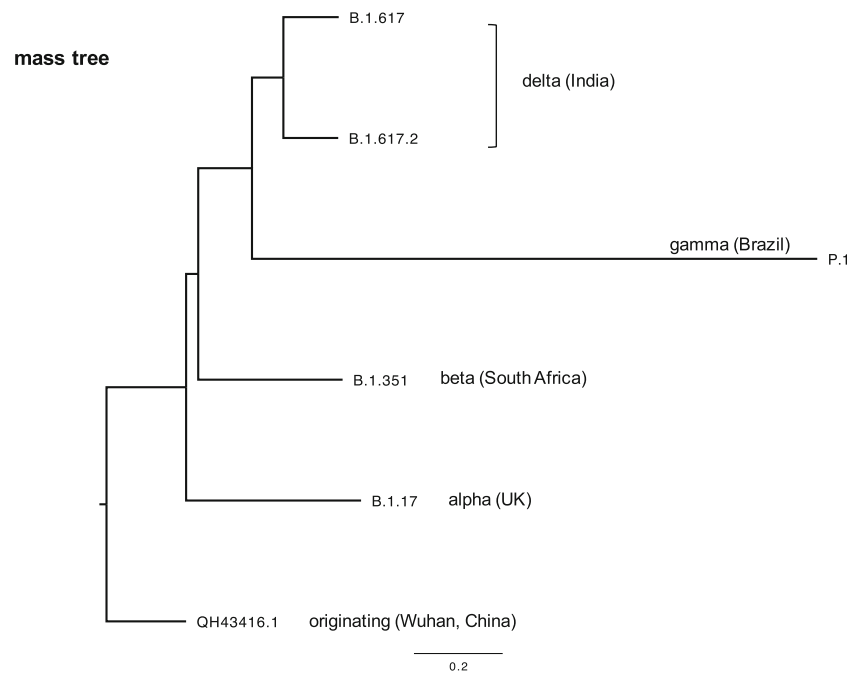 B.1.617
mass tree
delta (India)
B.1.617.2
gamma (Brazil)
P.1
B.1.351 beta (South Africa)
B.1.17 alpha (UK)
QH43416.1 originating (Wuhan, China)
0.2